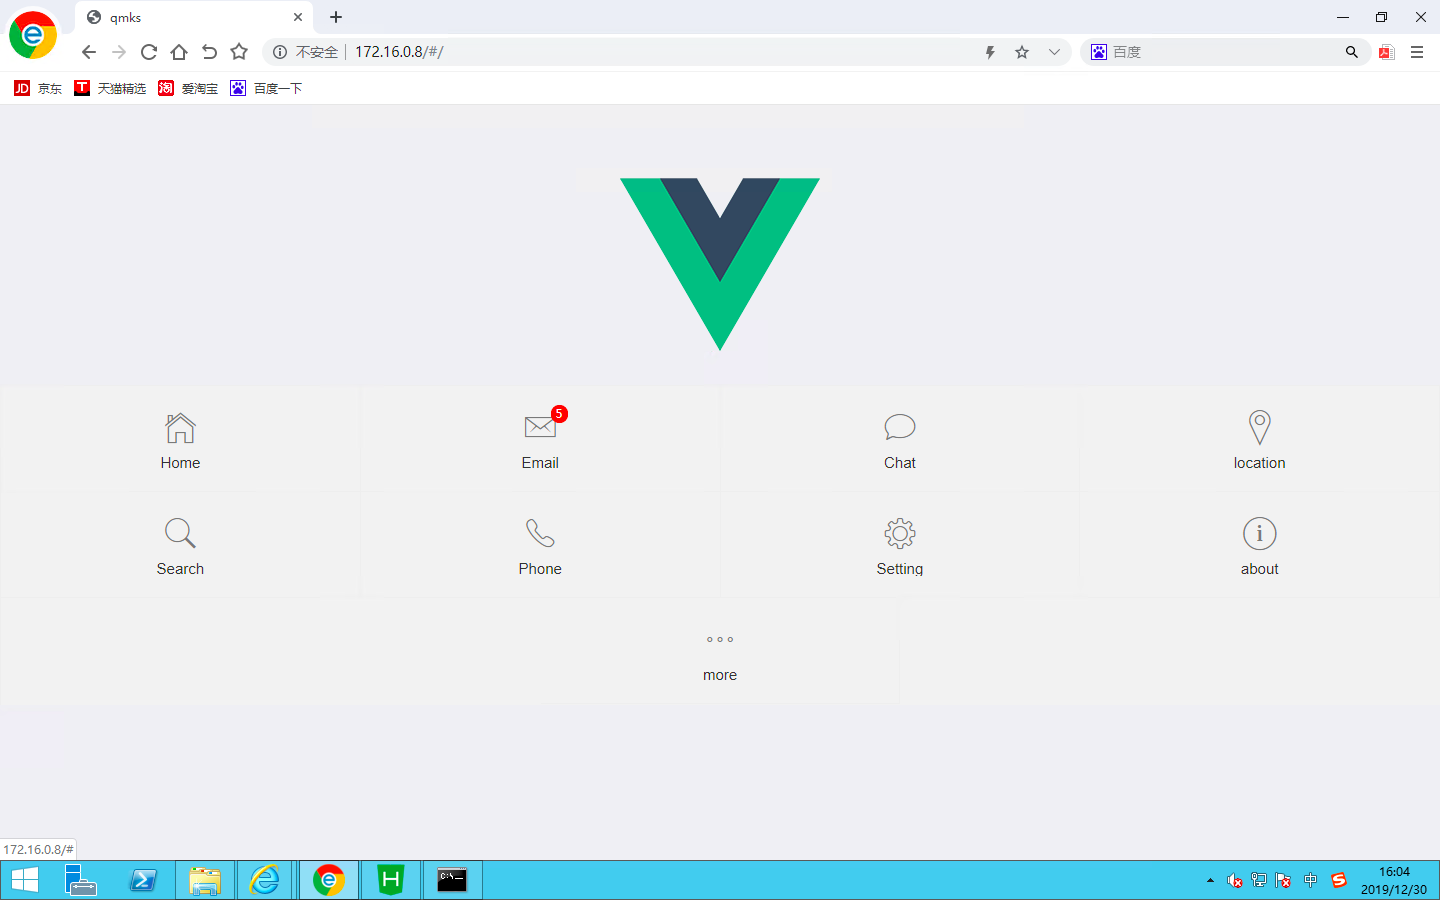 qmks
不安全 172.16.0.8/#/
百度
JD 京东 T 天猫精选 淘 爱淘宝 百度一下
5
Home Email Chat location
Search Phone Setting about
more
172.16.0.8/#
H C:\_ 中 S 16:04
2019/12/30